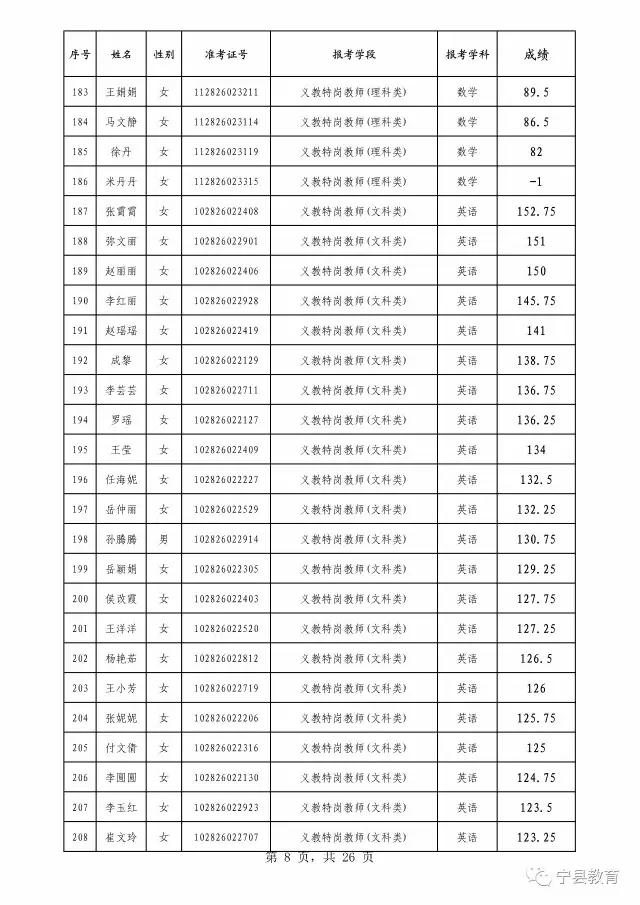 序号 姓名 性别 准考证号 报考学段 报考学科 成绩
183 王娟娟 女 112826023211 义教特岗教师(理科类) 数学 89.5
184 马文静 女 112826023114 义教特岗教师(理科类) 数学 86.5
185 徐丹 女 112826023119 义教特岗教师(理科类) 数学 82
186 米丹丹 女 112826023315 义教特岗教师(理科类) 数学 -1
187 张霄霄 女 102826022408 义教特岗教师(文科类) 英语 152.75
188 弥文丽 女 102826022901 义教特岗教师(文科类) 英语 151
189 赵丽丽 女 102826022406 义教特岗教师(文科类) 英语 150
190 李红丽 女 102826022928 义教特岗教师(文科类) 英语 145.75
191 赵瑶瑶 女 102826022419 义教特岗教师(文科类) 英语 141
192 成黎 女 102826022129 义教特岗教师(文科类) 英语 138.75
193 李芸芸 女 102826022711 义教特岗教师(文科类) 英语 136.75
194 罗瑶 女 102826022127 义教特岗教师(文科类) 英语 136.25
195 王莹 女 102826022409 义教特岗教师(文科类) 英语 134
196 任海妮 女 102826022227 义教特岗教师(文科类) 英语 132.5
197 岳仲丽 女 102826022529 义教特岗教师(文科类) 英语 132.25
198 孙腾腾 男 102826022914 义教特岗教师(文科类) 英语 130.75
199 岳颖娟 女 102826022305 义教特岗教师(文科类) 英语 129.25
200 侯改霞 女 102826022403 义教特岗教师(文科类) 英语 127.75
201 王洋洋 女 102826022520 义教特岗教师(文科类) 英语 127.25
202 杨艳茹 女 102826022812 义教特岗教师(文科类) 英语 126.5
203 王小芳 女 102826022719 义教特岗教师(文科类) 英语 126
204 张妮妮 女 102826022206 义教特岗教师(文科类) 英语 125.75
205 付文倩 女 102826022316 义教特岗教师(文科类) 英语 125
206 李圆圆 女 102826022130 义教特岗教师(文科类) 英语 124.75
207 李玉红 女 102826022923 义教特岗教师(文科类) 英语 123.5
208 崔文玲 女 102826022707 义教特岗教师(文科类) 英语 123.25
第 8 页，共 26 页
宁县教育